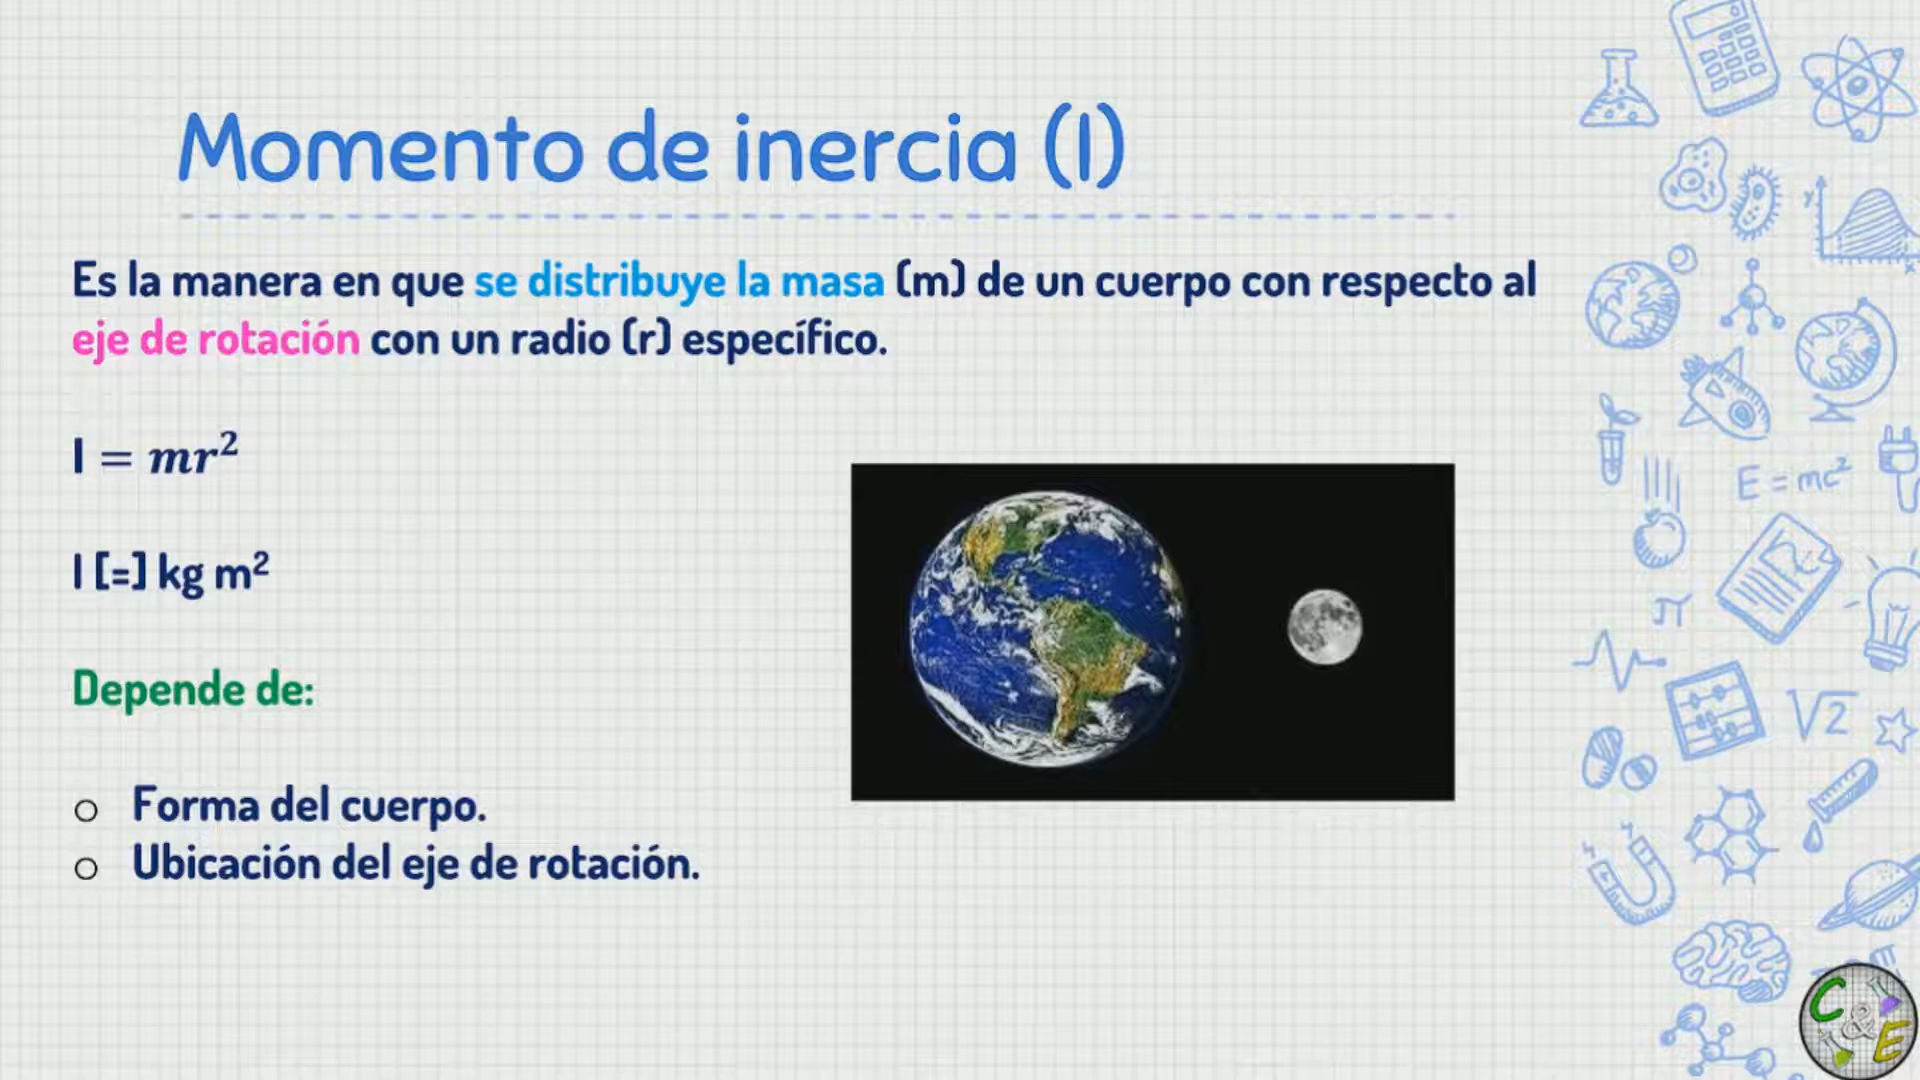 Momento de inercia (I)
Es la manera en que se distribuye la masa (m) de un cuerpo con respecto al
eje de rotación con un radio (r) específico.
I = mr²
I [=] kg m²
Depende de:
o Forma del cuerpo.
o Ubicación del eje de rotación.
y
x
E = mc²
π
√2
C & E